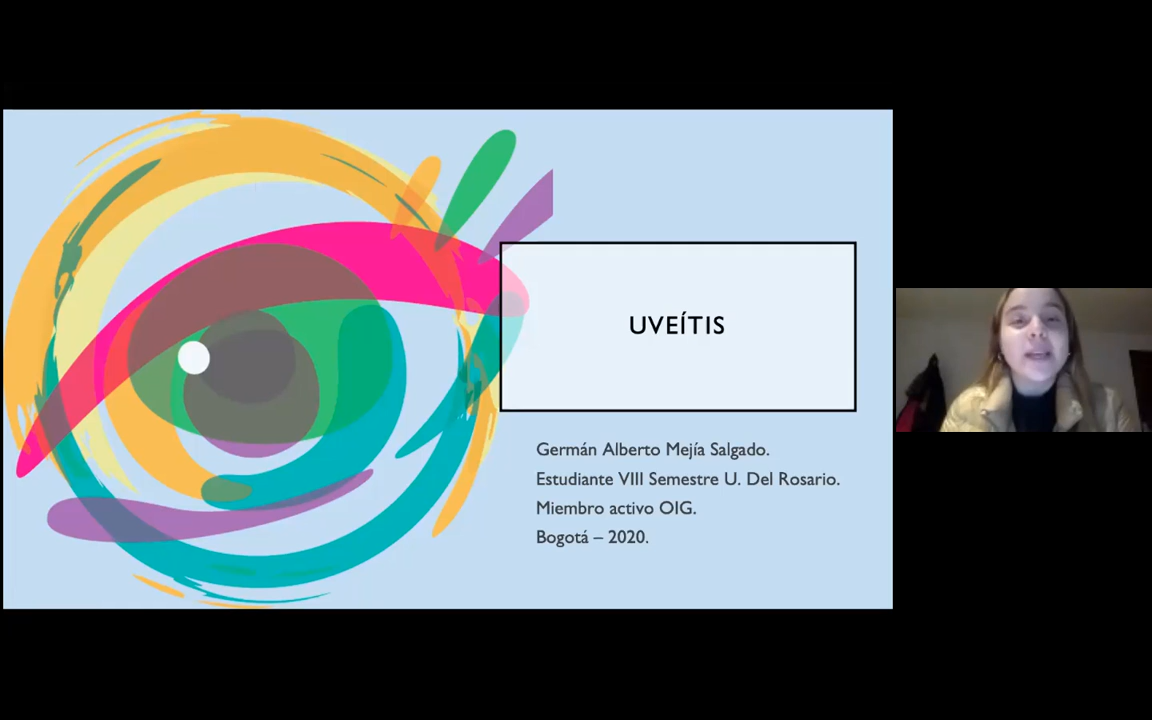 UVEÍTIS
Germán Alberto Mejía Salgado.
Estudiante VIII Semestre U. Del Rosario.
Miembro activo OIG.
Bogotá – 2020.